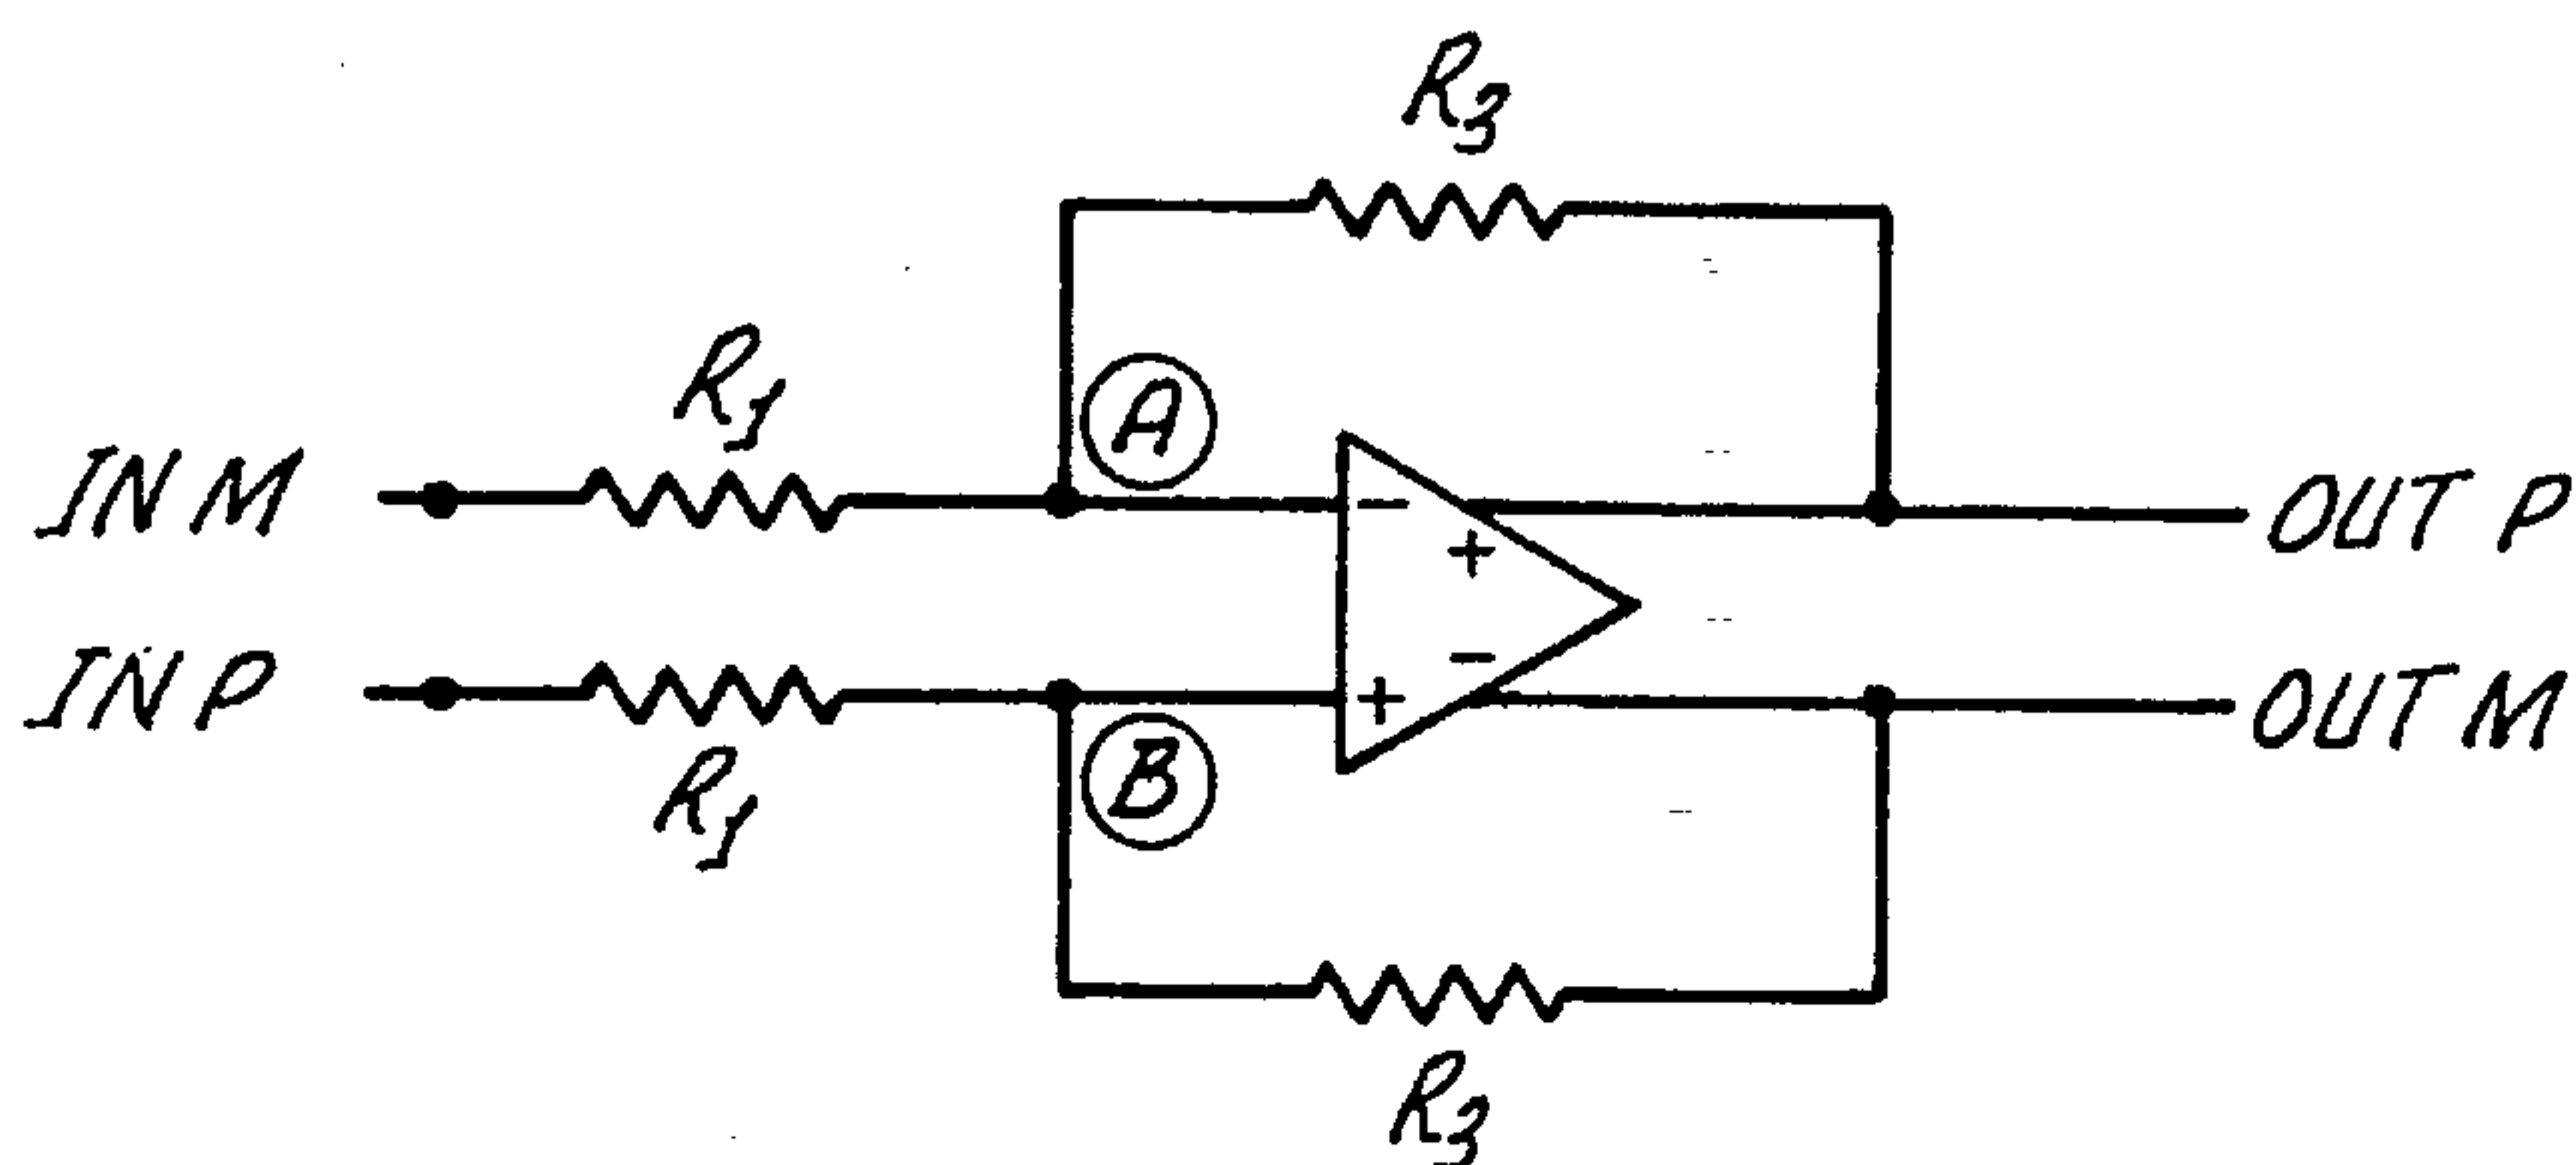 R3
R1
A
IN M
OUT P
- +
IN P
+ -
OUT M
R1
B
R3